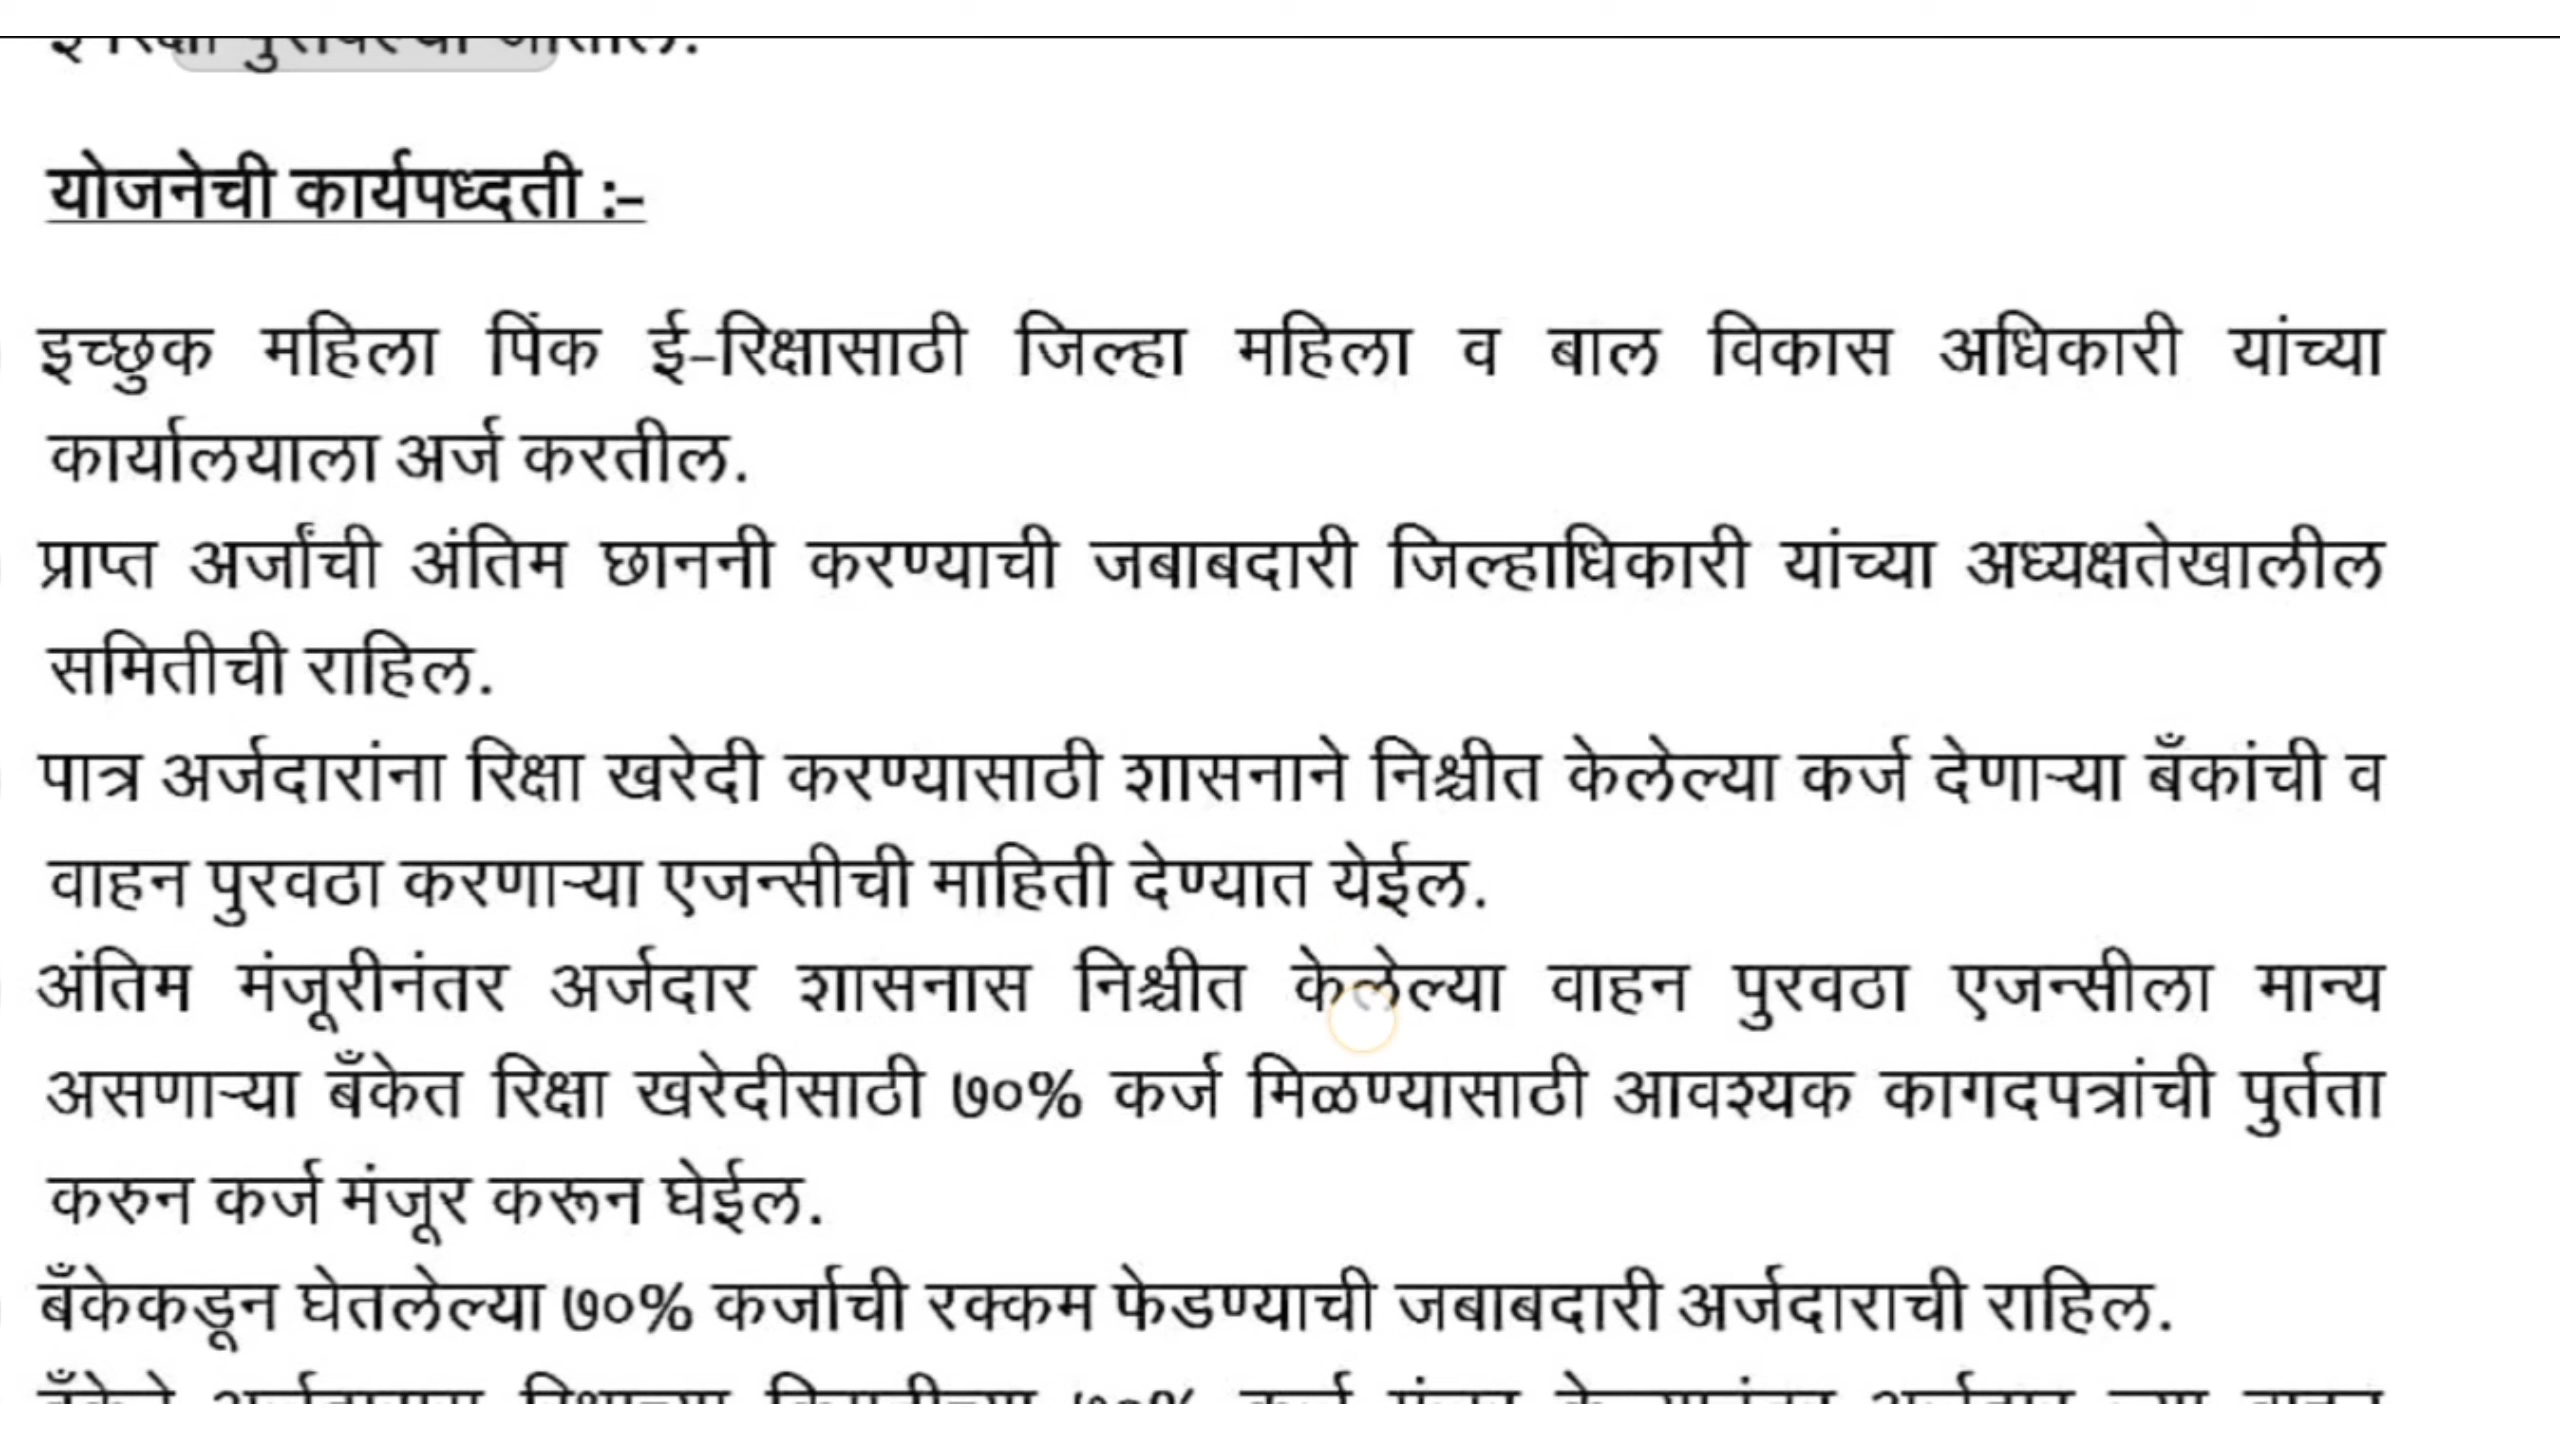 योजनेची कार्यपध्दती :-
इच्छुक महिला पिंक ई-रिक्षासाठी जिल्हा महिला व बाल विकास अधिकारी यांच्या
कार्यालयाला अर्ज करतील.
प्राप्त अर्जांची अंतिम छाननी करण्याची जबाबदारी जिल्हाधिकारी यांच्या अध्यक्षतेखालील
समितीची राहिल.
पात्र अर्जदारांना रिक्षा खरेदी करण्यासाठी शासनाने निश्चीत केलेल्या कर्ज देणाऱ्या बँकांची व
वाहन पुरवठा करणाऱ्या एजन्सीची माहिती देण्यात येईल.
अंतिम मंजूरीनंतर अर्जदार शासनास निश्चीत केलेल्या वाहन पुरवठा एजन्सीला मान्य
असणाऱ्या बँकेत रिक्षा खरेदीसाठी ७०% कर्ज मिळण्यासाठी आवश्यक कागदपत्रांची पुर्तता
करुन कर्ज मंजूर करून घेईल.
बँकेकडून घेतलेल्या ७०% कर्जाची रक्कम फेडण्याची जबाबदारी अर्जदाराची राहिल.